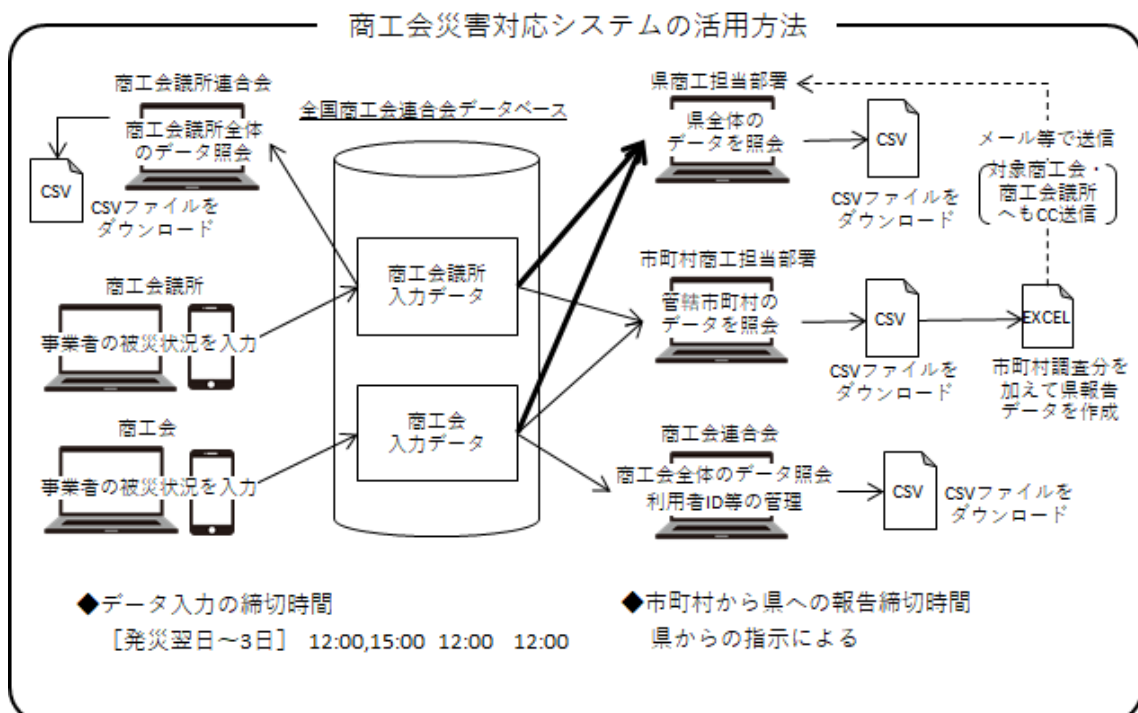 商工会災害対応システムの活用方法
商工会議所連合会
商工会議所全体
のデータ照会
CSV
CSVファイルを
ダウンロード
商工会議所
事業者の被災状況を入力
商工会
事業者の被災状況を入力
全国商工会連合会データベース
商工会議所
入力データ
商工会
入力データ
県商工担当部署
県全体の
データを照会
CSV
CSVファイルを
ダウンロード
メール等で送信
対象商工会・
商工会議所
へもCC送信
市町村商工担当部署
管轄市町村の
データを照会
CSV
CSVファイルを
ダウンロード
EXCEL
市町村調査分を
加えて県報告
データを作成
商工会連合会
商工会全体のデータ照会
利用者ID等の管理
CSV
CSVファイルを
ダウンロード
◆データ入力の締切時間
［発災翌日～3日］ 12:00,15:00 12:00 12:00
◆市町村から県への報告締切時間
県からの指示による